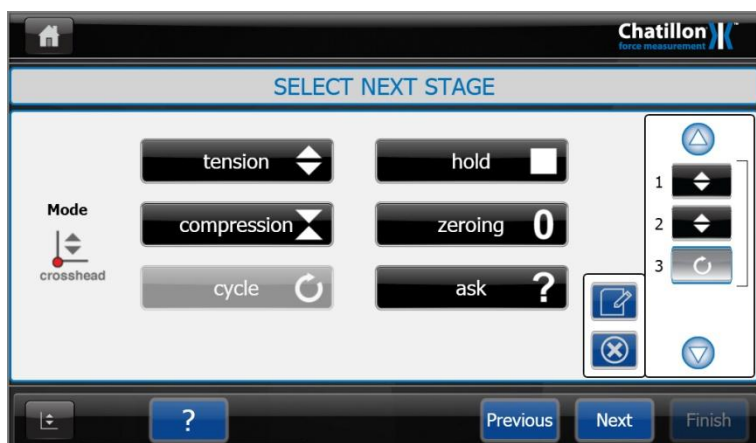 Chatillon
force measurement
SELECT NEXT STAGE
tension
hold
1
Mode
compression
zeroing
0
2
crosshead
cycle
ask
?
3
?
Previous
Next
Finish